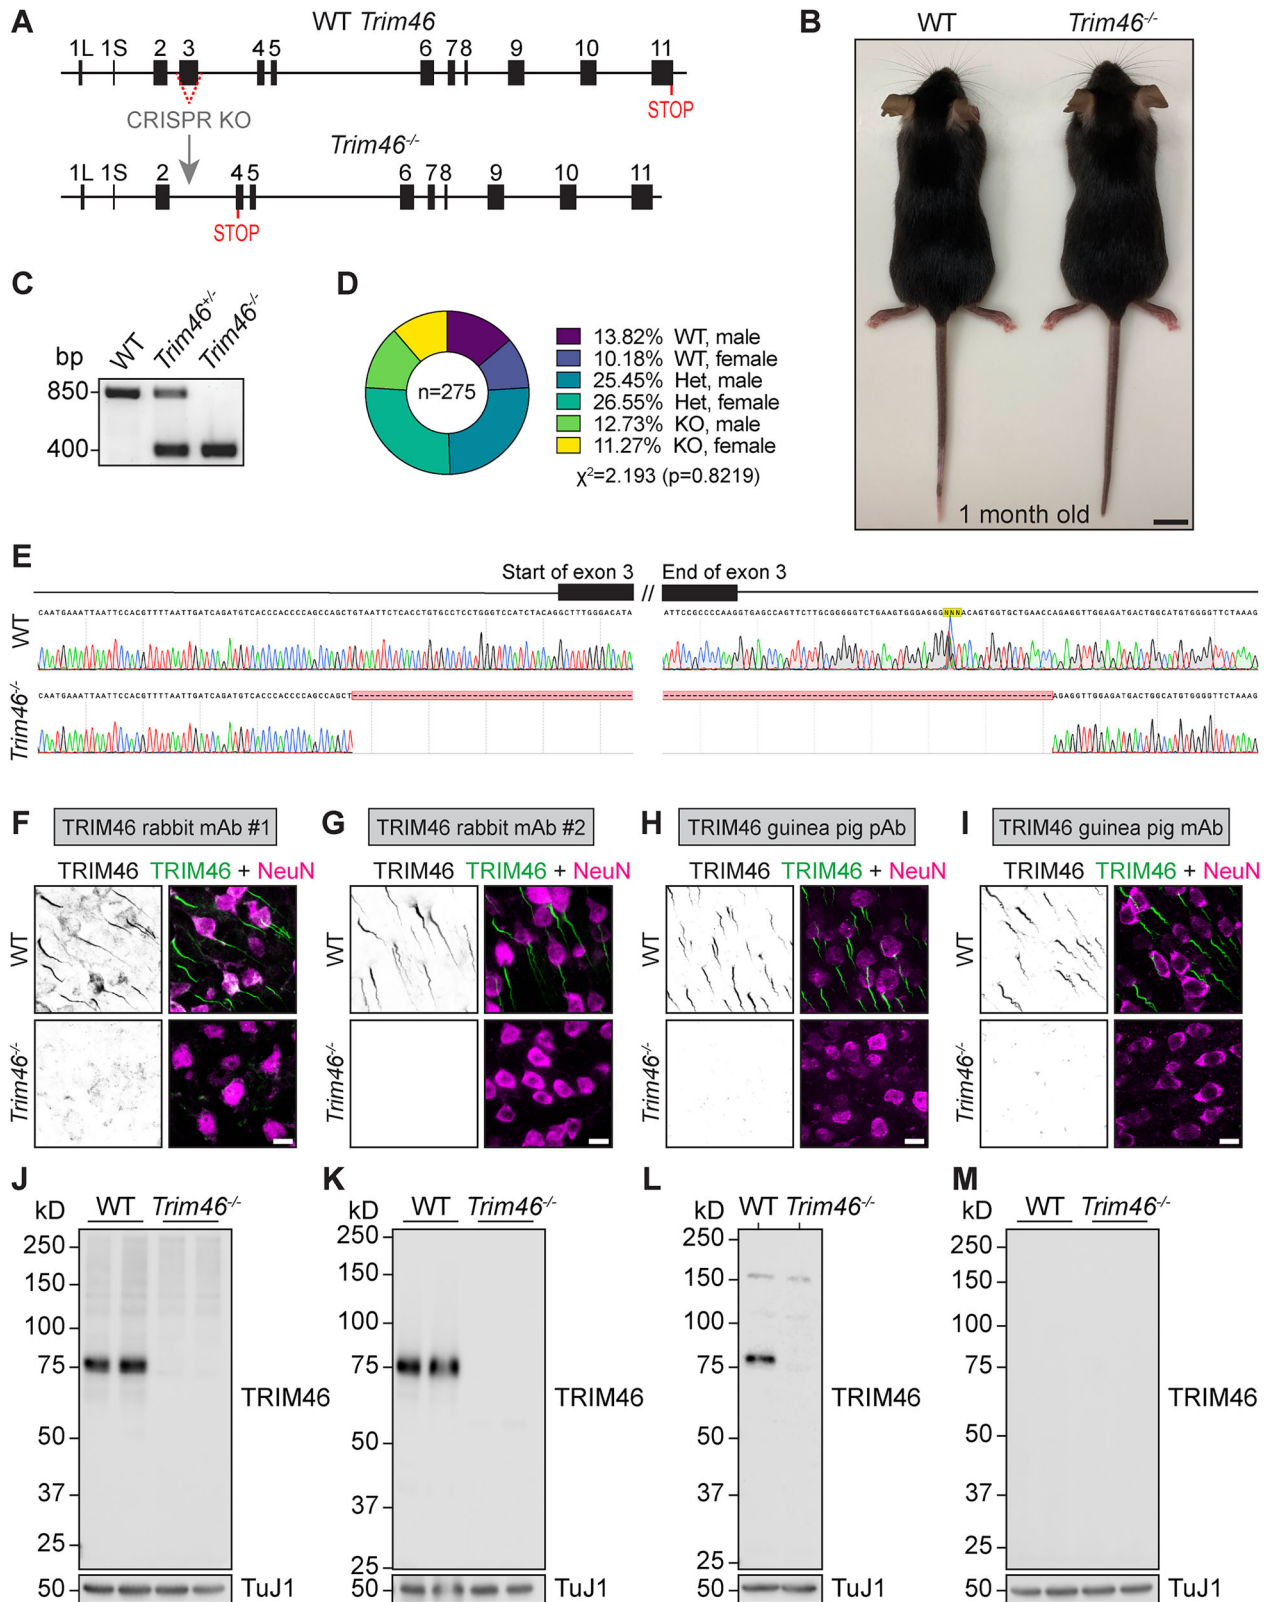 A
WT Trim46
1L 1S 2 3 4 5 6 7 8 9 10 11
STOP
CRISPR KO
Trim46-/-
1L 1S 2 4 5 6 7 8 9 10 11
STOP
B
WT Trim46-/-
1 month old
C
WT Trim46+/- Trim46-/-
bp
850
400
D
n=275
13.82% WT, male
10.18% WT, female
25.45% Het, male
26.55% Het, female
12.73% KO, male
11.27% KO, female
χ²=2.193 (p=0.8219)
E
Start of exon 3 // End of exon 3
WT
CAATGAAATTAATTCCACGTTTTAATTGATCAGATGTCACCCACCCCAGCCAGCTGTAATTCTCACCTGTGCCTCCTGGGTCCATCTACAGGCTTTGGGACATA
ATTCCGCCCCAAGGTGAGCCAGTTCTTGCGGGGGTCTGAAGTGGGAGGGNNNACAGTGGTGCTGAACCAGAGGTTGGAGATGACTGGCATGTGGGGTTCTAAAG
Trim46-/-
CAATGAAATTAATTCCACGTTTTAATTGATCAGATGTCACCCACCCCAGCCAGCT
AGAGGTTGGAGATGACTGGCATGTGGGGTTCTAAAG
F TRIM46 rabbit mAb #1
TRIM46 TRIM46 + NeuN
WT
Trim46-/-
G TRIM46 rabbit mAb #2
TRIM46 TRIM46 + NeuN
WT
Trim46-/-
H TRIM46 guinea pig pAb
TRIM46 TRIM46 + NeuN
WT
Trim46-/-
I TRIM46 guinea pig mAb
TRIM46 TRIM46 + NeuN
WT
Trim46-/-
J
kD WT Trim46-/-
250
150
100
75
TRIM46
50
37
25
50 TuJ1
K
kD WT Trim46-/-
250
150
100
75
TRIM46
50
37
25
50 TuJ1
L
kD WT Trim46-/-
250
150
100
75
TRIM46
50
37
25
50 TuJ1
M
kD WT Trim46-/-
250
150
100
75
TRIM46
50
37
25
50 TuJ1